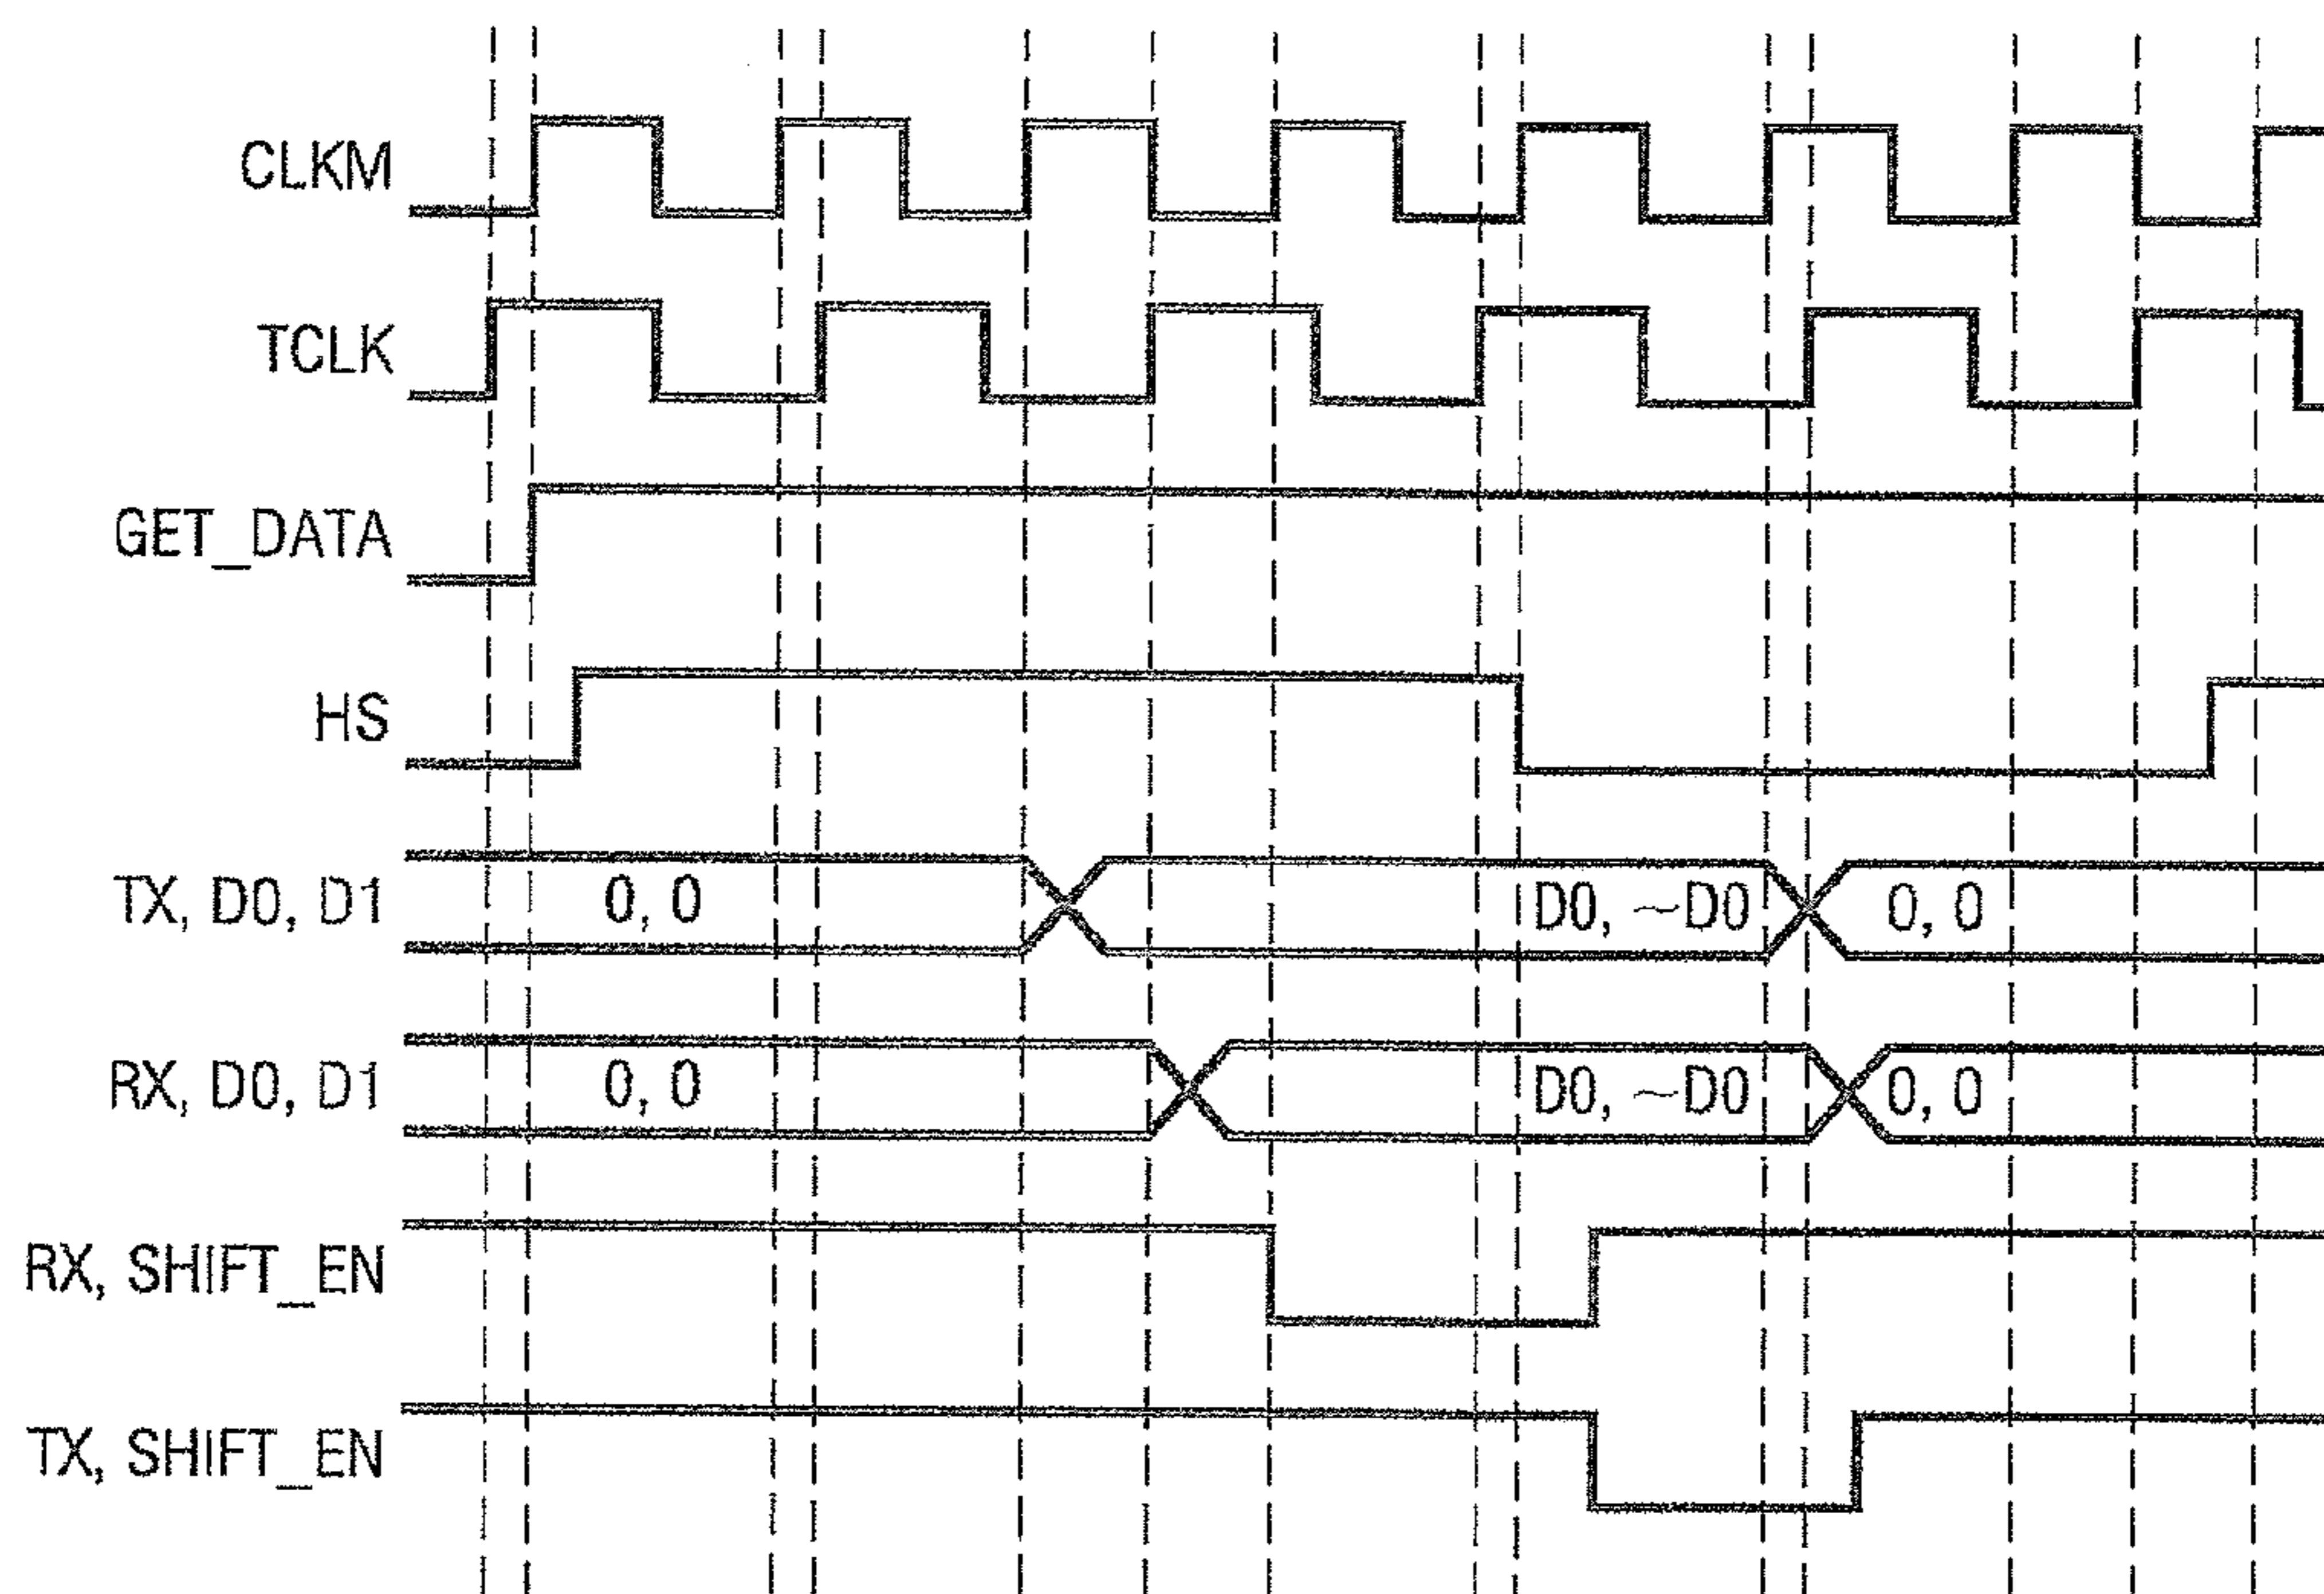 CLKM
TCLK
GET_DATA
HS
TX, D0, D1 0, 0 D0, ~D0 0, 0
RX, D0, D1 0, 0 D0, ~D0 0, 0
RX, SHIFT_EN
TX, SHIFT_EN